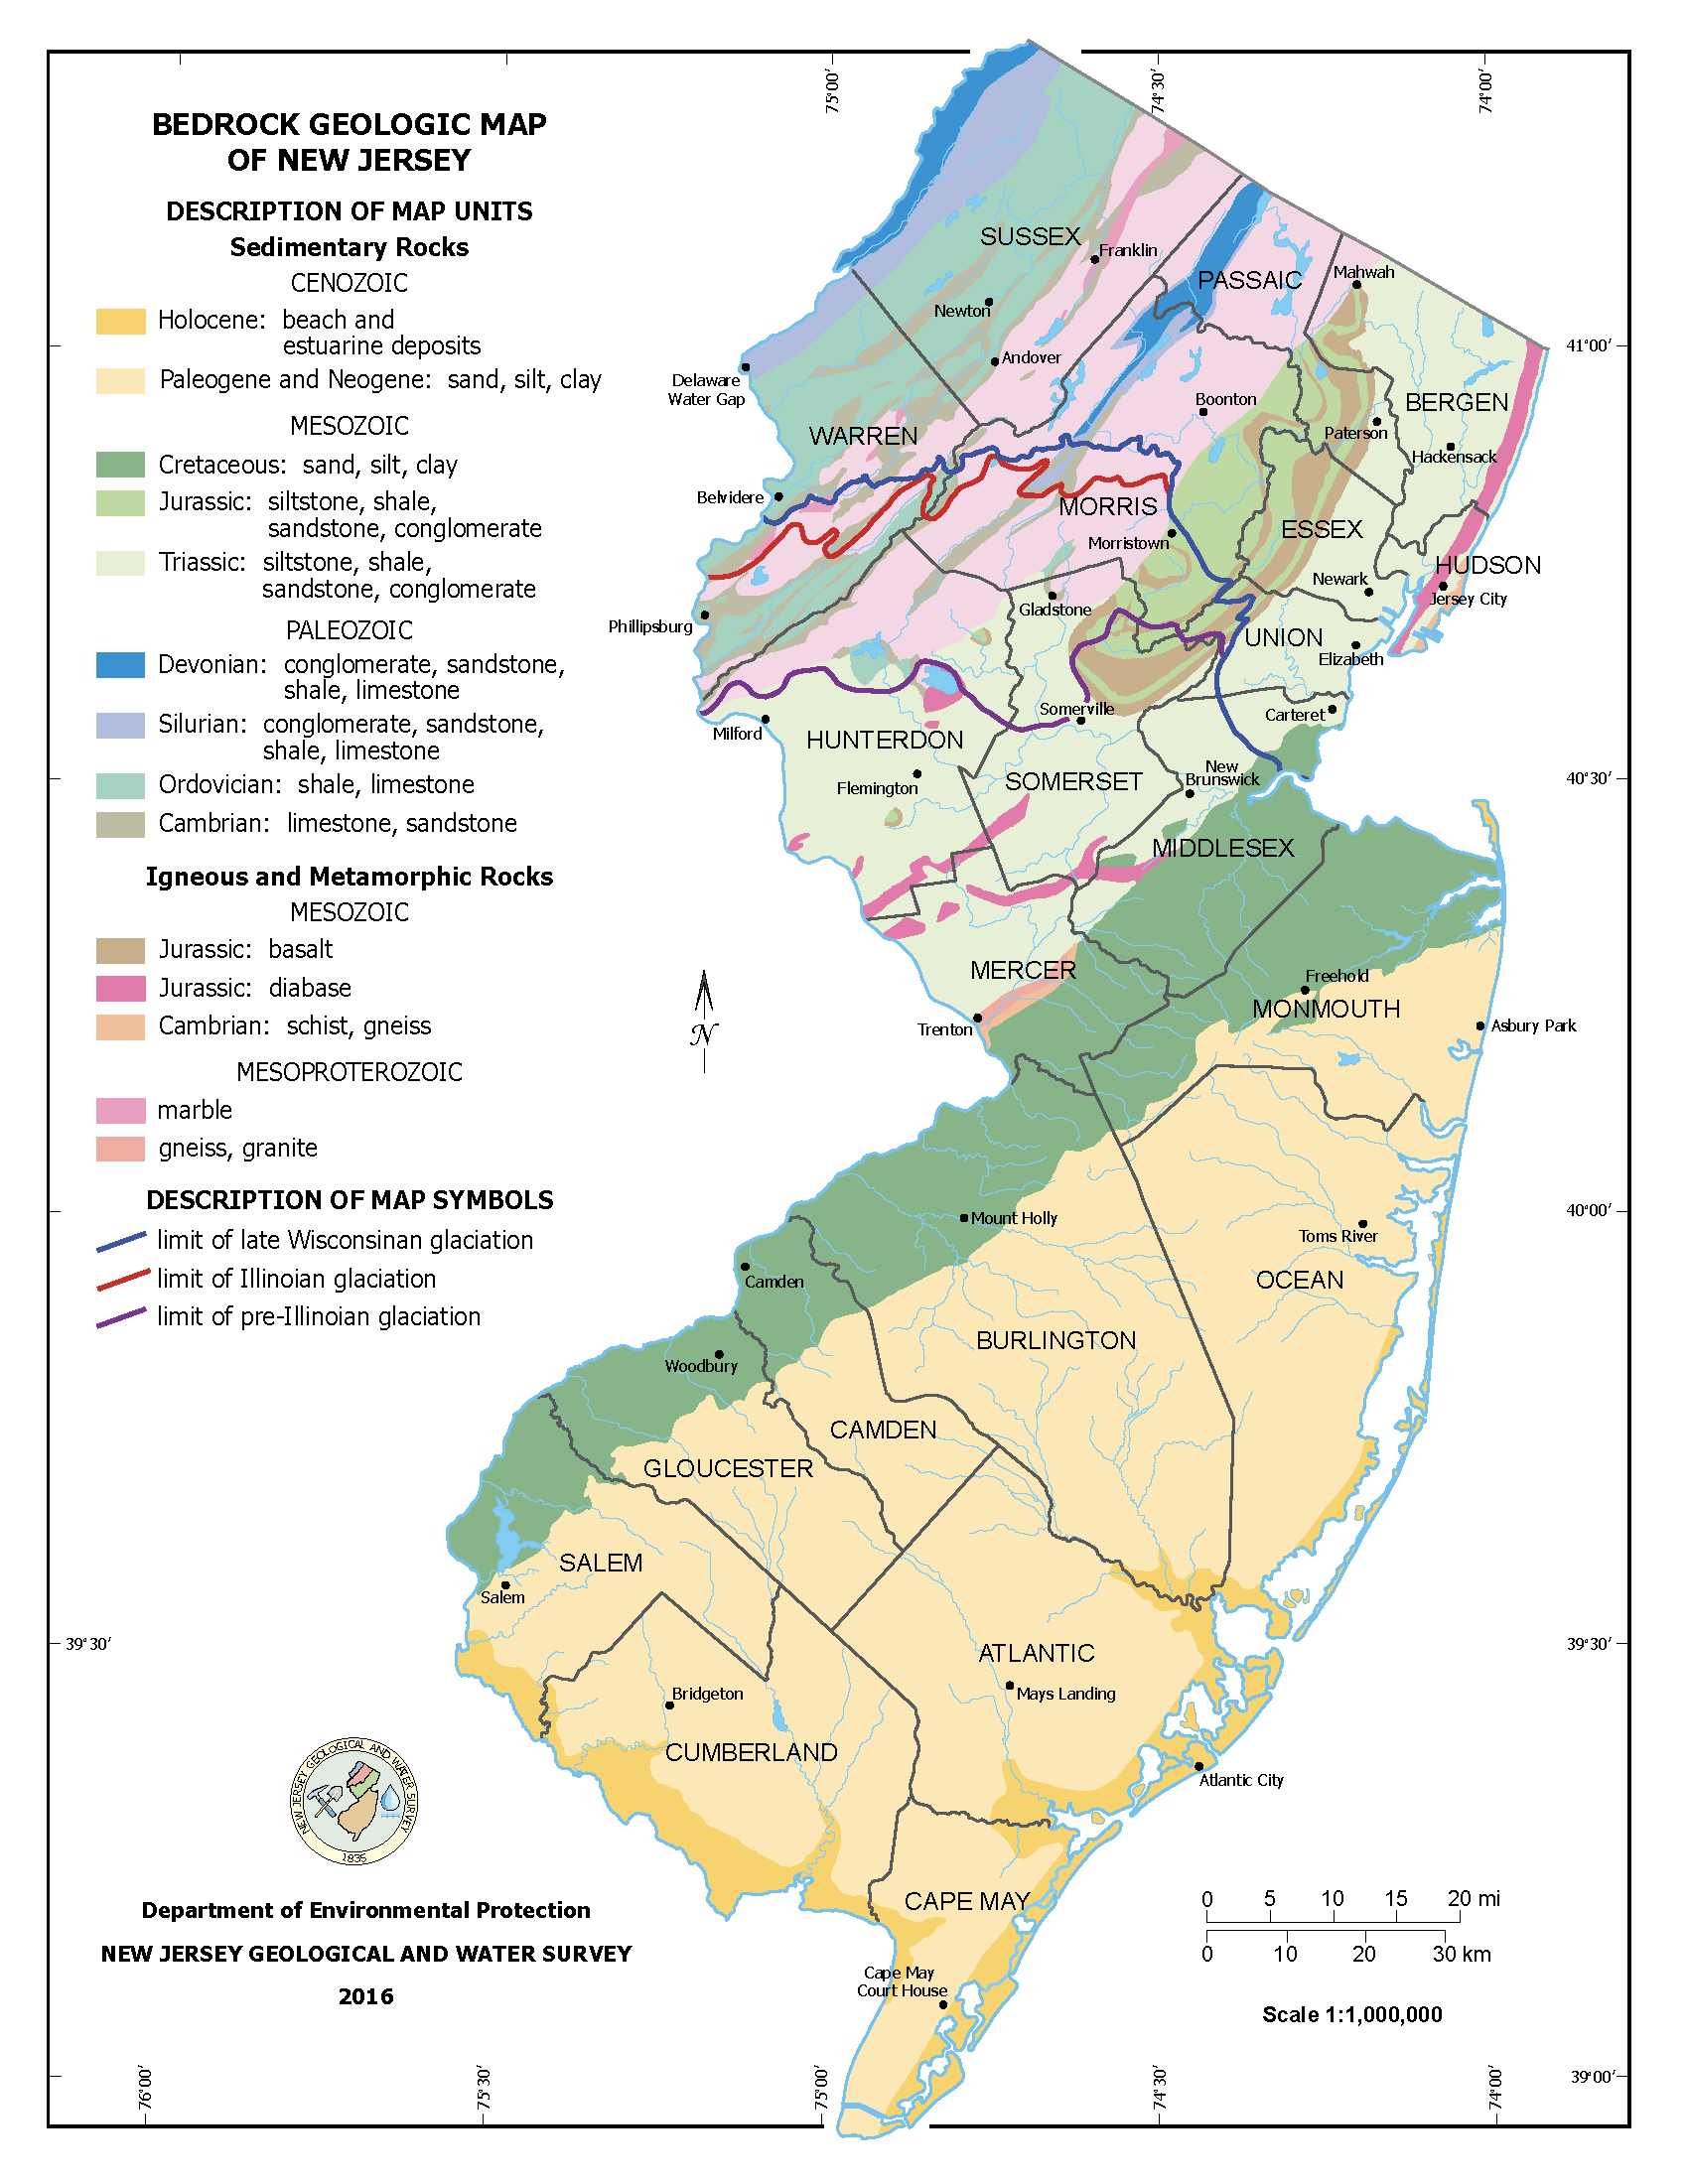 75°00'
74°30'
74°00'
BEDROCK GEOLOGIC MAP
OF NEW JERSEY
DESCRIPTION OF MAP UNITS
Sedimentary Rocks
CENOZOIC
Holocene: beach and
estuarine deposits
Paleogene and Neogene: sand, silt, clay
MESOZOIC
Cretaceous: sand, silt, clay
Jurassic: siltstone, shale,
sandstone, conglomerate
Triassic: siltstone, shale,
sandstone, conglomerate
PALEOZOIC
Devonian: conglomerate, sandstone,
shale, limestone
Silurian: conglomerate, sandstone,
shale, limestone
Ordovician: shale, limestone
Cambrian: limestone, sandstone
Igneous and Metamorphic Rocks
MESOZOIC
Jurassic: basalt
Jurassic: diabase
Cambrian: schist, gneiss
MESOPROTEROZOIC
marble
gneiss, granite
DESCRIPTION OF MAP SYMBOLS
limit of late Wisconsinan glaciation
limit of Illinoian glaciation
limit of pre-Illinoian glaciation
SUSSEX
Franklin
PASSAIC
Mahwah
Newton
Andover
41°00'
Delaware
Water Gap
Boonton
BERGEN
WARREN
Paterson
Hackensack
Belvidere
MORRIS
ESSEX
Morristown
HUDSON
Newark
Jersey City
Gladstone
Phillipsburg
UNION
Elizabeth
Somerville
Carteret
Milford
HUNTERDON
New
Brunswick
SOMERSET
40°30'
Flemington
MIDDLESEX
MERCER
Freehold
MONMOUTH
Trenton
Asbury Park
N
Mount Holly
40°00'
Toms River
Camden
OCEAN
BURLINGTON
Woodbury
CAMDEN
GLOUCESTER
SALEM
Salem
39°30'
39°30'
ATLANTIC
Bridgeton
Mays Landing
CUMBERLAND
Atlantic City
NEW JERSEY GEOLOGICAL AND WATER SURVEY
1835
CAPE MAY
Cape May
Court House
Department of Environmental Protection
NEW JERSEY GEOLOGICAL AND WATER SURVEY
2016
0 5 10 15 20 mi
0 10 20 30 km
Scale 1:1,000,000
39°00'
76°00'
75°30'
75°00'
74°30'
74°00'